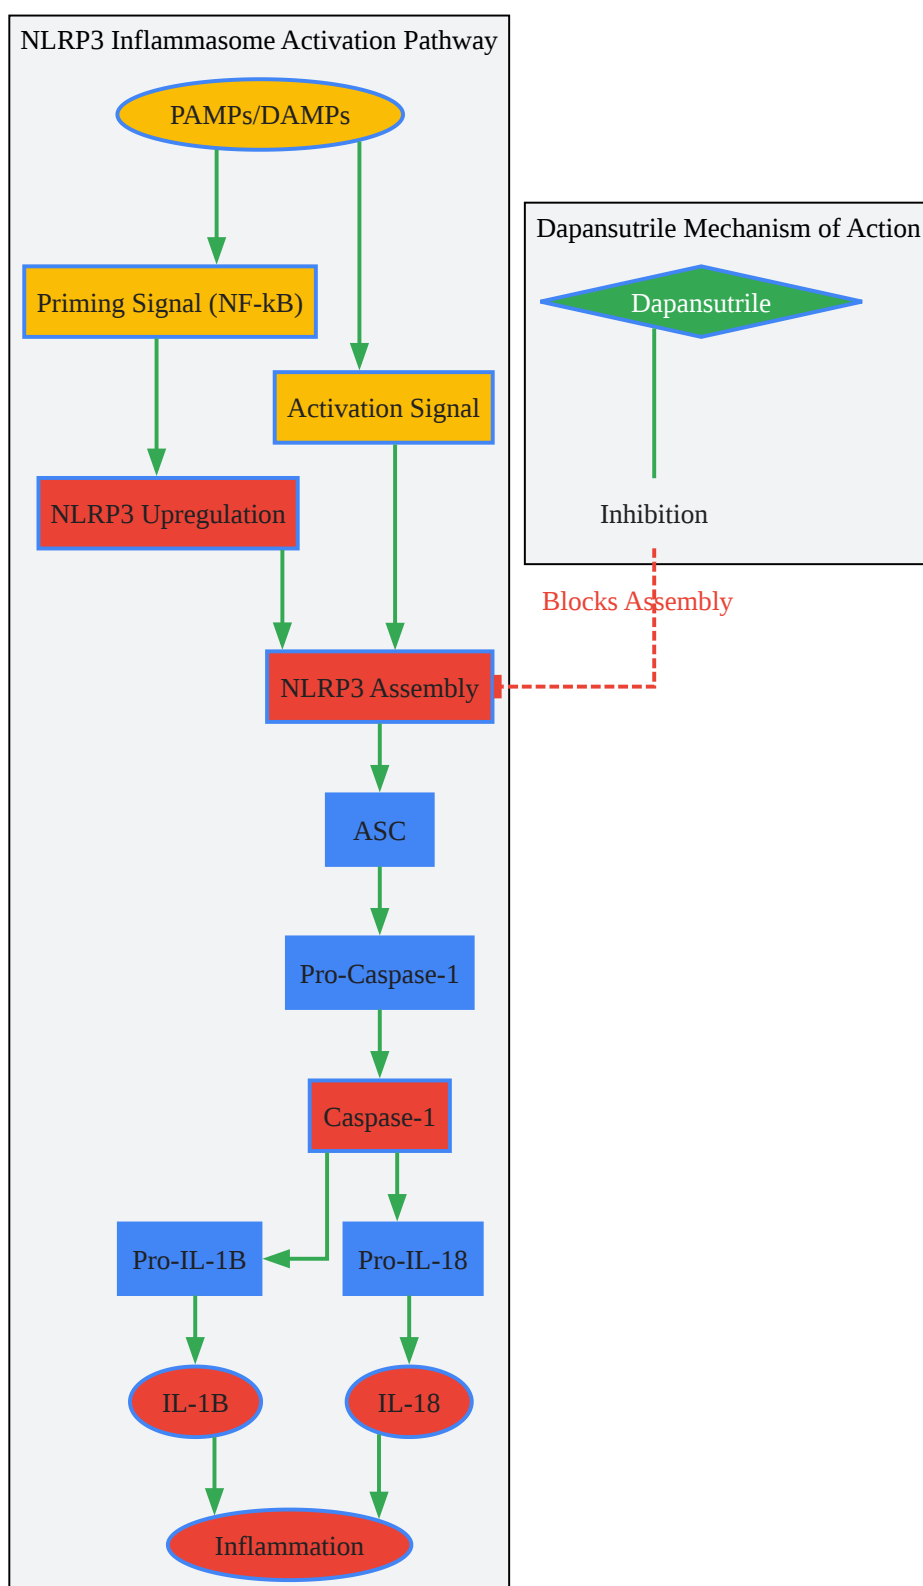 NLRP3 Inflammasome Activation Pathway
PAMPs/DAMPs
Dapansutrile Mechanism of Action
Priming Signal (NF-kB)
Dapansutrile
Activation Signal
NLRP3 Upregulation
Inhibition
Blocks Assembly
NLRP3 Assembly
ASC
Pro-Caspase-1
Caspase-1
Pro-IL-1B
Pro-IL-18
IL-1B
IL-18
Inflammation